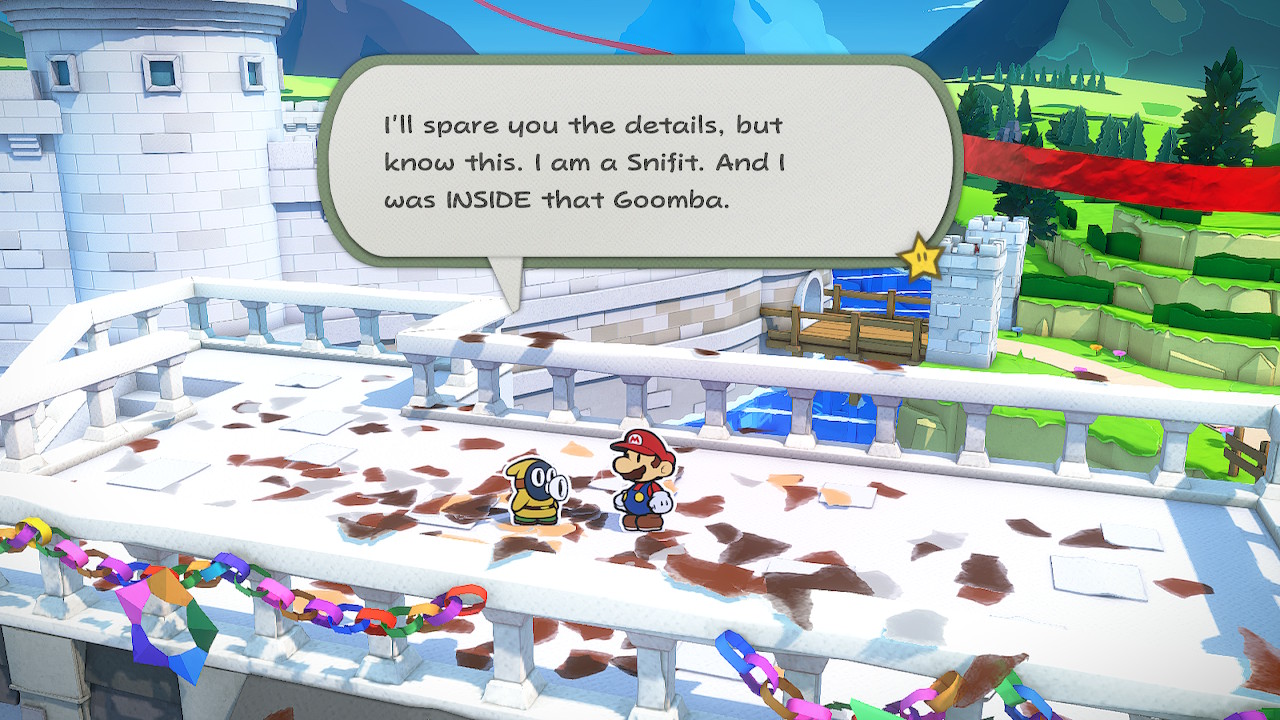 I'll spare you the details, but
know this. I am a Snifit. And I
was INSIDE that Goomba.
M